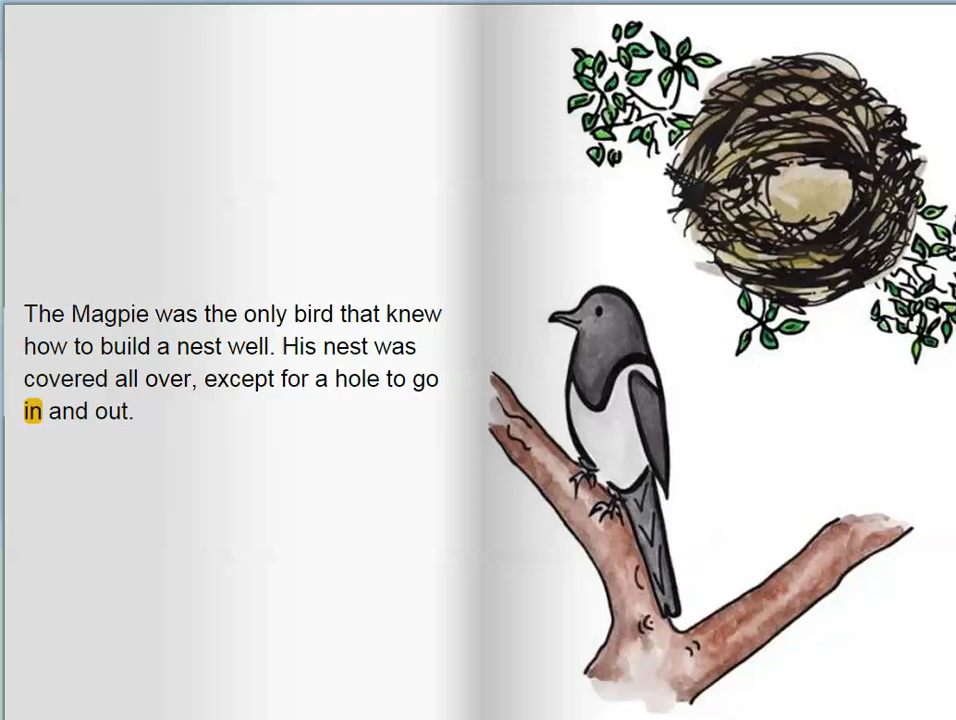 The Magpie was the only bird that knew
how to build a nest well. His nest was
covered all over, except for a hole to go
in and out.